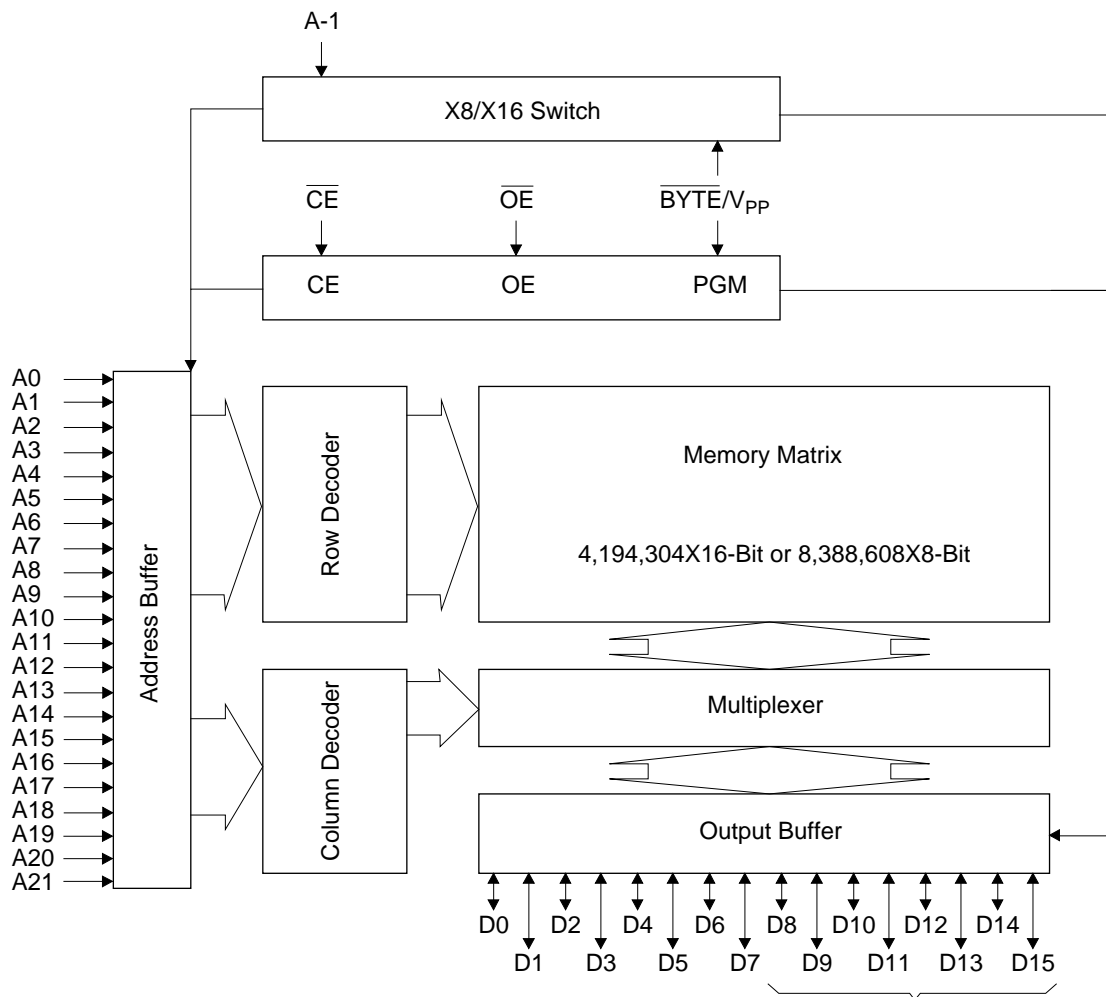 A-1
X8/X16 Switch
C̅E̅ O̅E̅ B̅Y̅T̅E̅/VPP
CE OE PGM
A0
A1
A2
A3
A4
A5
A6
A7
A8
A9
A10
A11
A12
A13
A14
A15
A16
A17
A18
A19
A20
A21
Address Buffer
Row Decoder
Column Decoder
Memory Matrix
4,194,304X16-Bit or 8,388,608X8-Bit
Multiplexer
Output Buffer
D0 D2 D4 D6 D8 D10 D12 D14
D1 D3 D5 D7 D9 D11 D13 D15